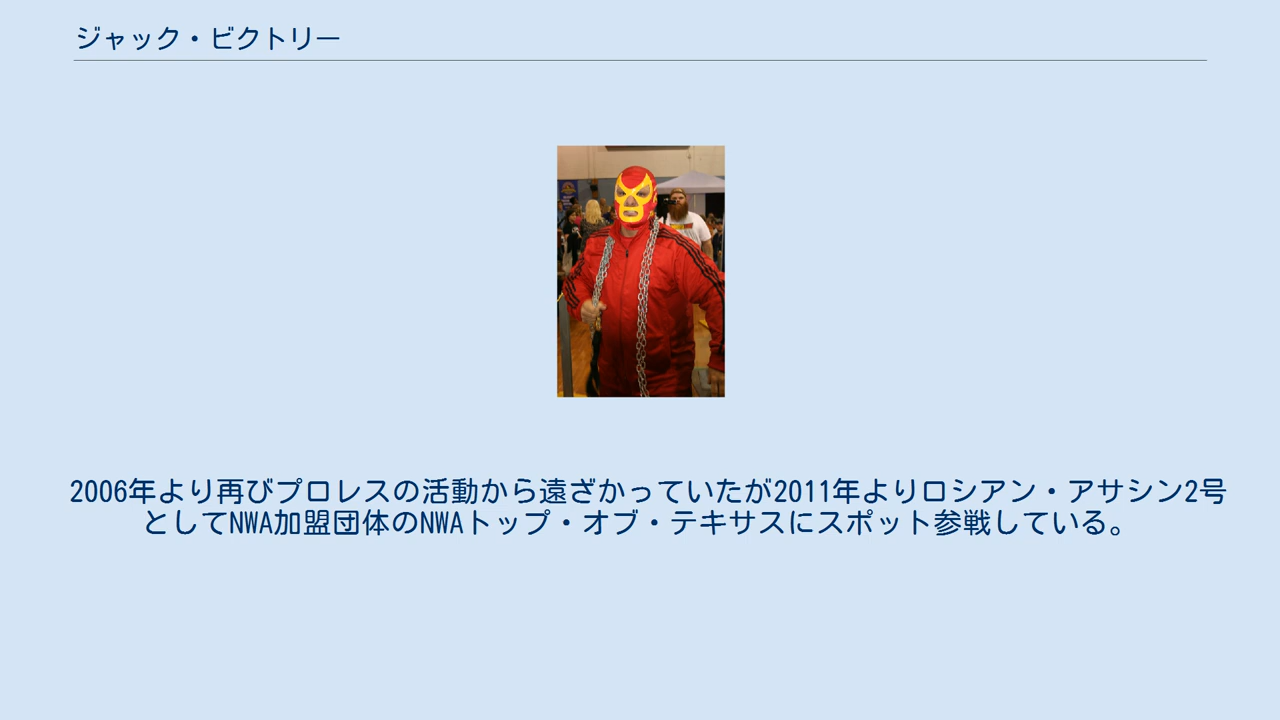 ジャック・ビクトリー
2006年より再びプロレスの活動から遠ざかっていたが2011年よりロシアン・アサシン2号
としてNWA加盟団体のNWAトップ・オブ・テキサスにスポット参戦している。